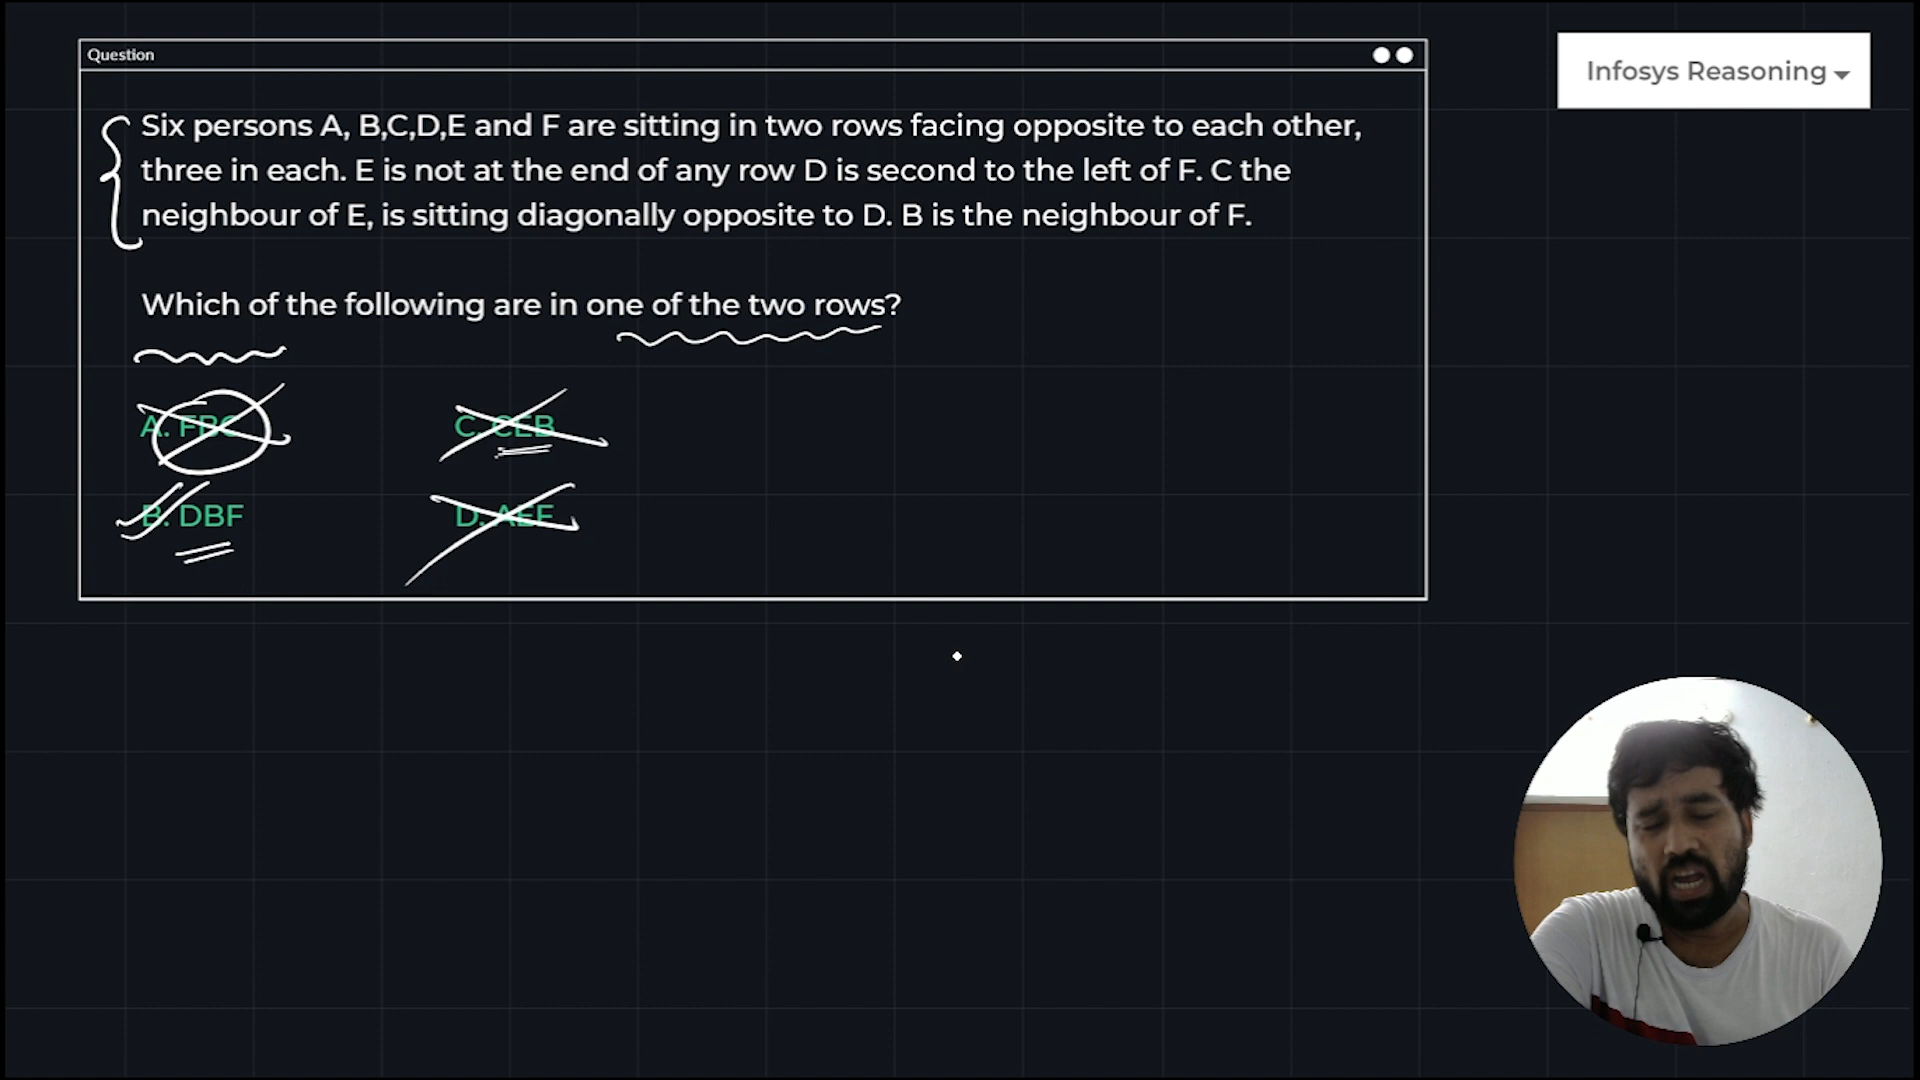 Question
Infosys Reasoning
Six persons A, B,C,D,E and F are sitting in two rows facing opposite to each other,
three in each. E is not at the end of any row D is second to the left of F. C the
neighbour of E, is sitting diagonally opposite to D. B is the neighbour of F.
Which of the following are in one of the two rows?
A. FBC
C. CEB
B. DBF
D. AEF